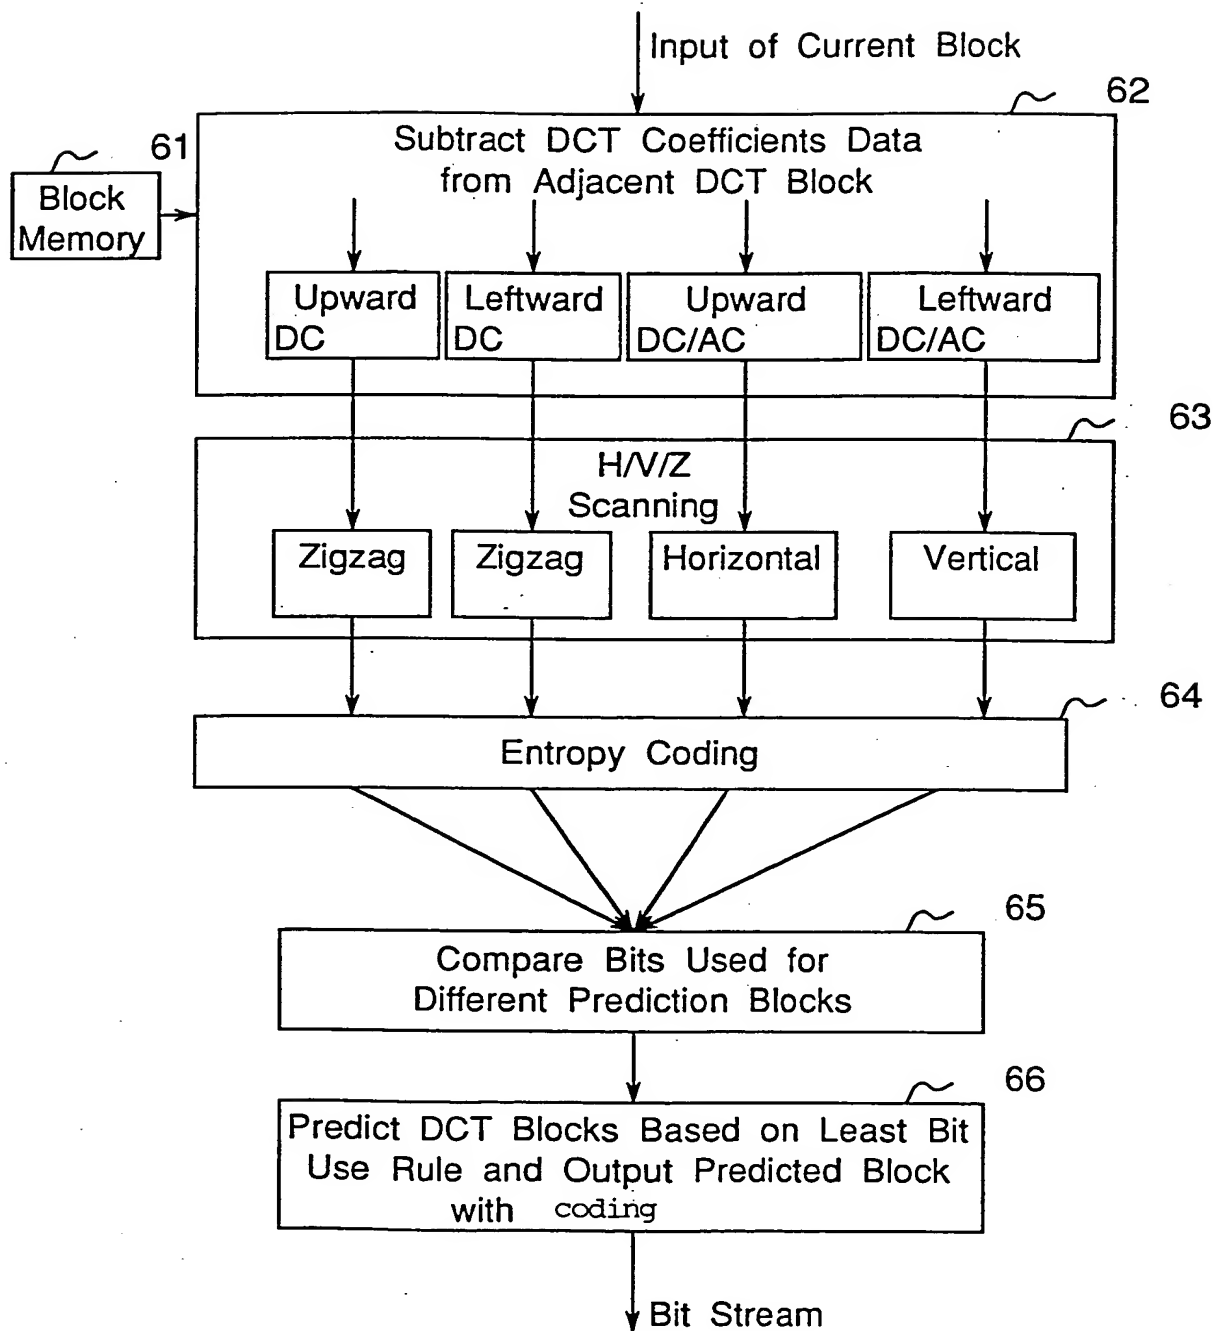 Input of Current Block
62
Subtract DCT Coefficients Data
from Adjacent DCT Block
61
Block
Memory
Upward
DC
Leftward
DC
Upward
DC/AC
Leftward
DC/AC
63
H/V/Z
Scanning
Zigzag
Zigzag
Horizontal
Vertical
64
Entropy Coding
65
Compare Bits Used for
Different Prediction Blocks
66
Predict DCT Blocks Based on Least Bit
Use Rule and Output Predicted Block
with coding
Bit Stream